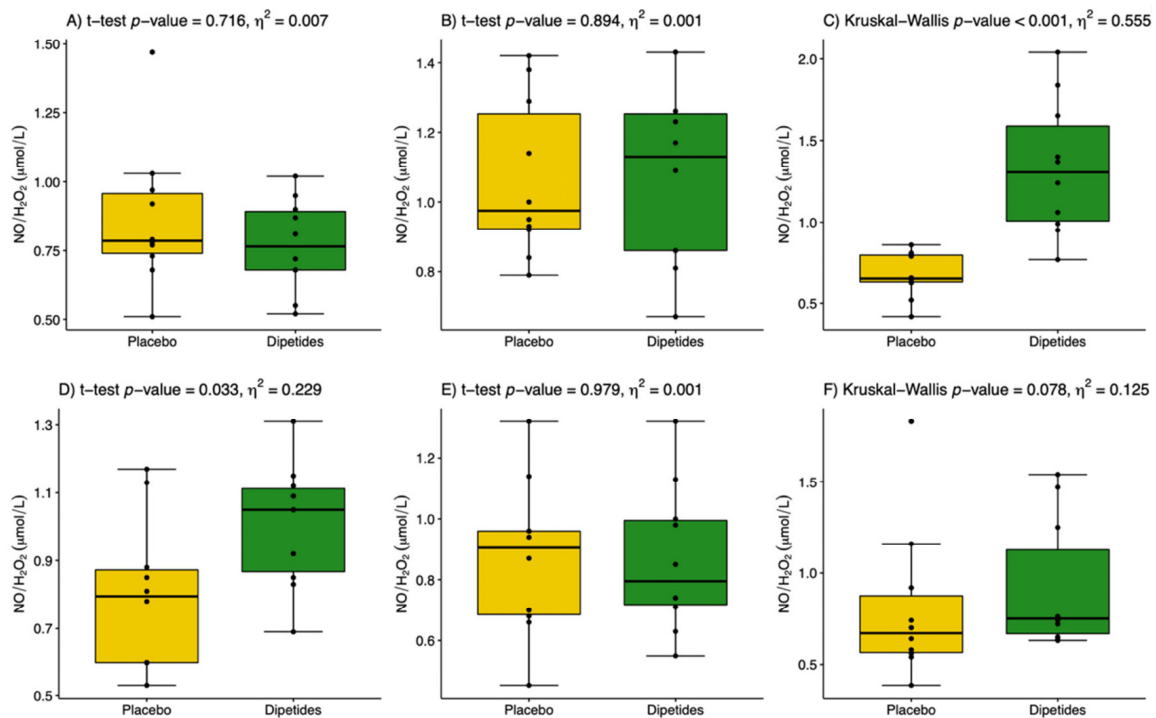 A) t−test p−value = 0.716, η² = 0.007
NO/H₂O₂ (μmol/L)
1.50
1.25
1.00
0.75
0.50
Placebo
Dipetides
B) t−test p−value = 0.894, η² = 0.001
NO/H₂O₂ (μmol/L)
1.4
1.2
1.0
0.8
Placebo
Dipetides
C) Kruskal−Wallis p−value < 0.001, η² = 0.555
NO/H₂O₂ (μmol/L)
2.0
1.5
1.0
0.5
Placebo
Dipetides
D) t−test p−value = 0.033, η² = 0.229
NO/H₂O₂ (μmol/L)
1.3
1.1
0.9
0.7
0.5
Placebo
Dipetides
E) t−test p−value = 0.979, η² = 0.001
NO/H₂O₂ (μmol/L)
1.2
1.0
0.8
0.6
Placebo
Dipetides
F) Kruskal−Wallis p−value = 0.078, η² = 0.125
NO/H₂O₂ (μmol/L)
1.5
1.0
0.5
Placebo
Dipetides